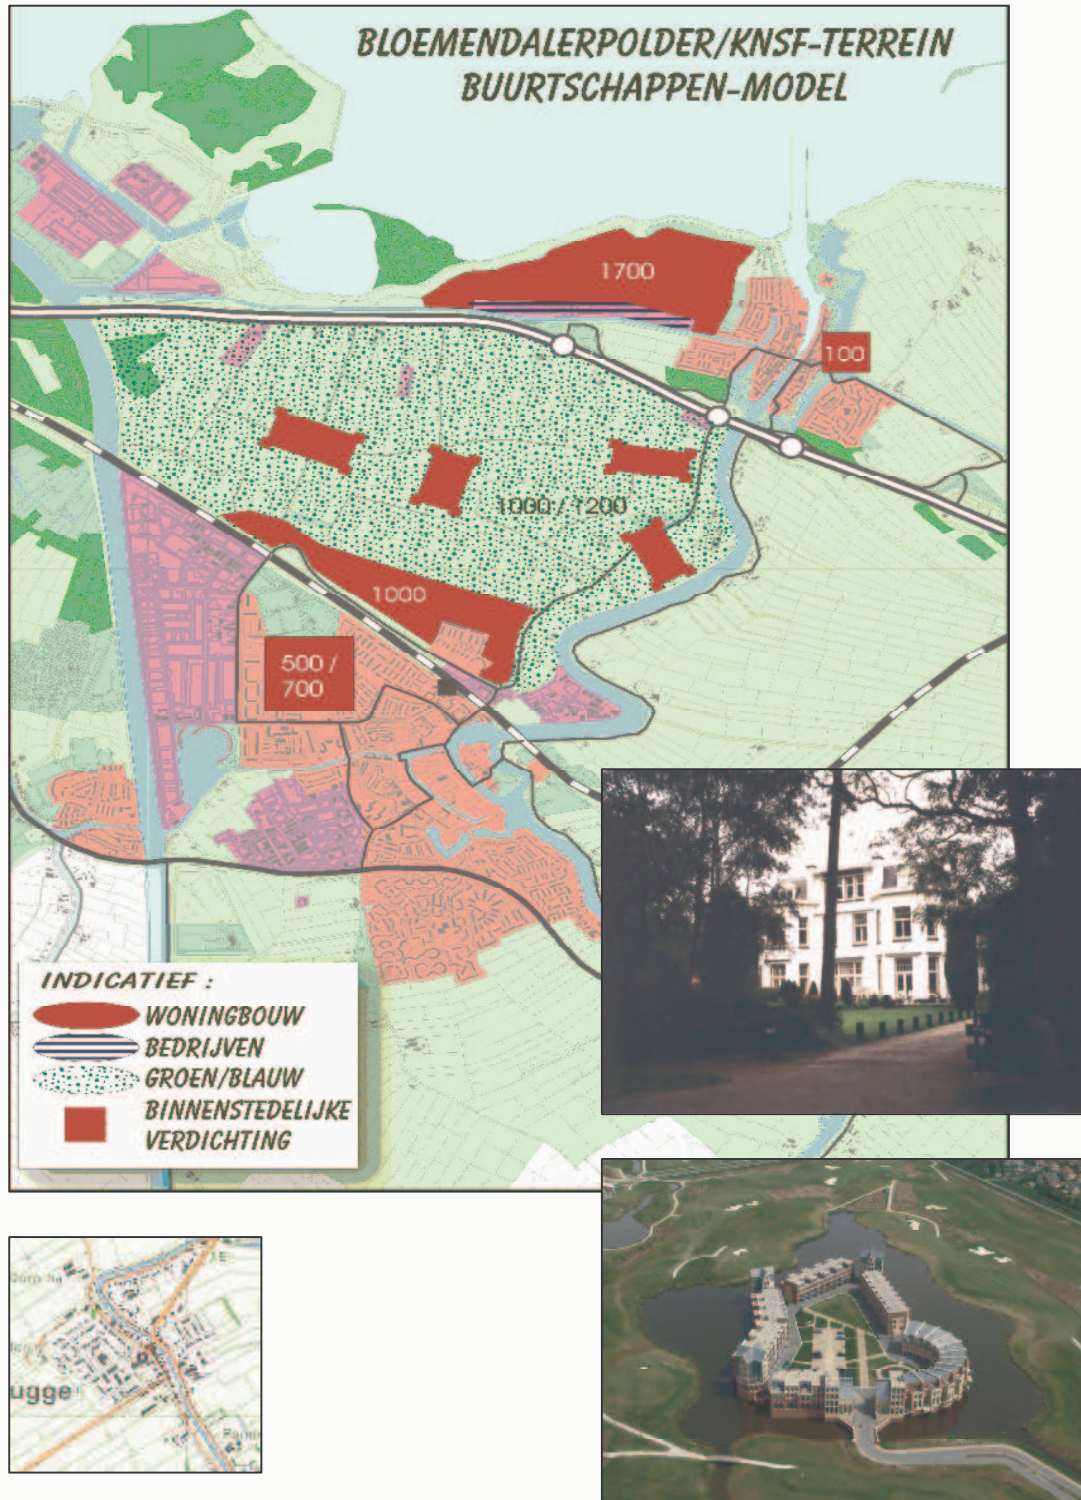 BLOEMENDALERPOLDER/KNSF-TERREIN
BUURTSCHAPPEN-MODEL
1700
100
1000 / 1200
1000
500 /
700
INDICATIEF :
WONINGBOUW
BEDRIJVEN
GROEN/BLAUW
BINNENSTEDELIJKE
VERDICHTING
ugge